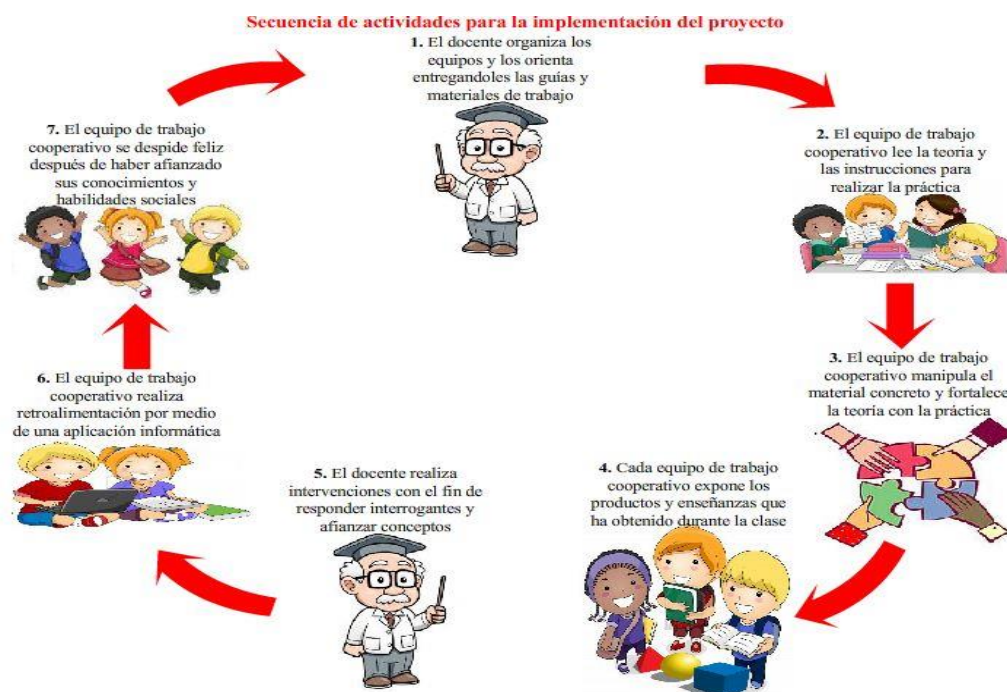 Secuencia de actividades para la implementación del proyecto
1. El docente organiza los
equipos y los orienta
entregandoles las guías y
materiales de trabajo
2. El equipo de trabajo
cooperativo lee la teoria y
las instrucciones para
realizar la práctica
3. El equipo de trabajo
cooperativo manipula el
material concreto y fortalece
la teoría con la práctica
4. Cada equipo de trabajo
cooperativo expone los
productos y enseñanzas que
ha obtenido durante la clase
5. El docente realiza
intervenciones con el fin de
responder interrogantes y
afianzar conceptos
6. El equipo de trabajo
cooperativo realiza
retroalimentación por medio
de una aplicación informática
7. El equipo de trabajo
cooperativo se despide feliz
después de haber afianzado
sus conocimientos y
habilidades sociales